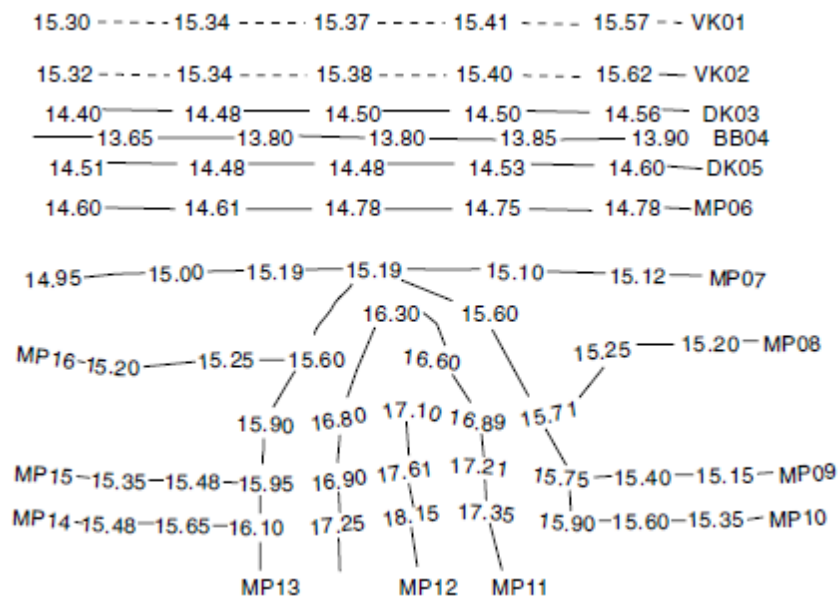 15.30 15.34 15.37 15.41 15.57 VK01
15.32 15.34 15.38 15.40 15.62 VK02
14.40 14.48 14.50 14.50 14.56 DK03
13.65 13.80 13.80 13.85 13.90 BB04
14.51 14.48 14.48 14.53 14.60 DK05
14.60 14.61 14.78 14.75 14.78 MP06
14.95 15.00 15.19 15.19 15.10 15.12 MP07
16.30 15.60
MP16 15.20 15.25 15.60 16.60 15.25 15.20 MP08
15.90 16.80 17.10 16.89 15.71
MP15 15.35 15.48 15.95 16.90 17.61 17.21 15.75 15.40 15.15 MP09
MP14 15.48 15.65 16.10 17.25 18.15 17.35 15.90 15.60 15.35 MP10
MP13 MP12 MP11